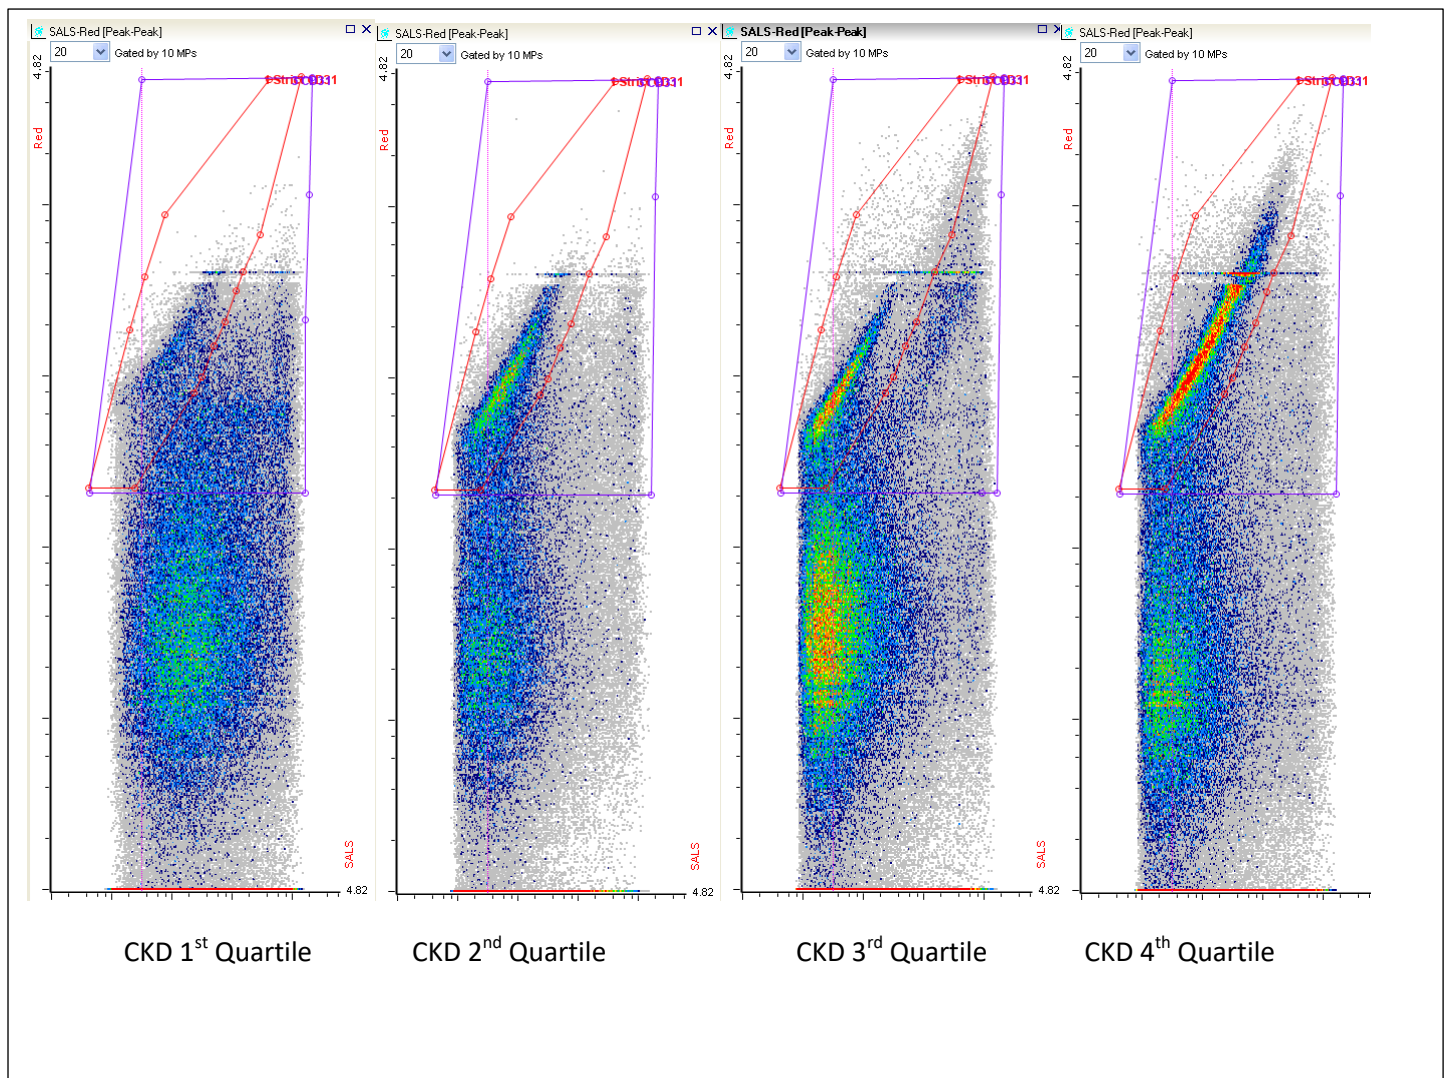 SALS-Red [Peak-Peak]
20 Gated by 10 MPs
4.82
Red
SALS
4.82
CKD 1st Quartile
SALS-Red [Peak-Peak]
20 Gated by 10 MPs
4.82
Red
SALS
4.82
CKD 2nd Quartile
SALS-Red [Peak-Peak]
20 Gated by 10 MPs
4.82
Red
SALS
4.82
CKD 3rd Quartile
SALS-Red [Peak-Peak]
20 Gated by 10 MPs
4.82
Red
CKD 4th Quartile